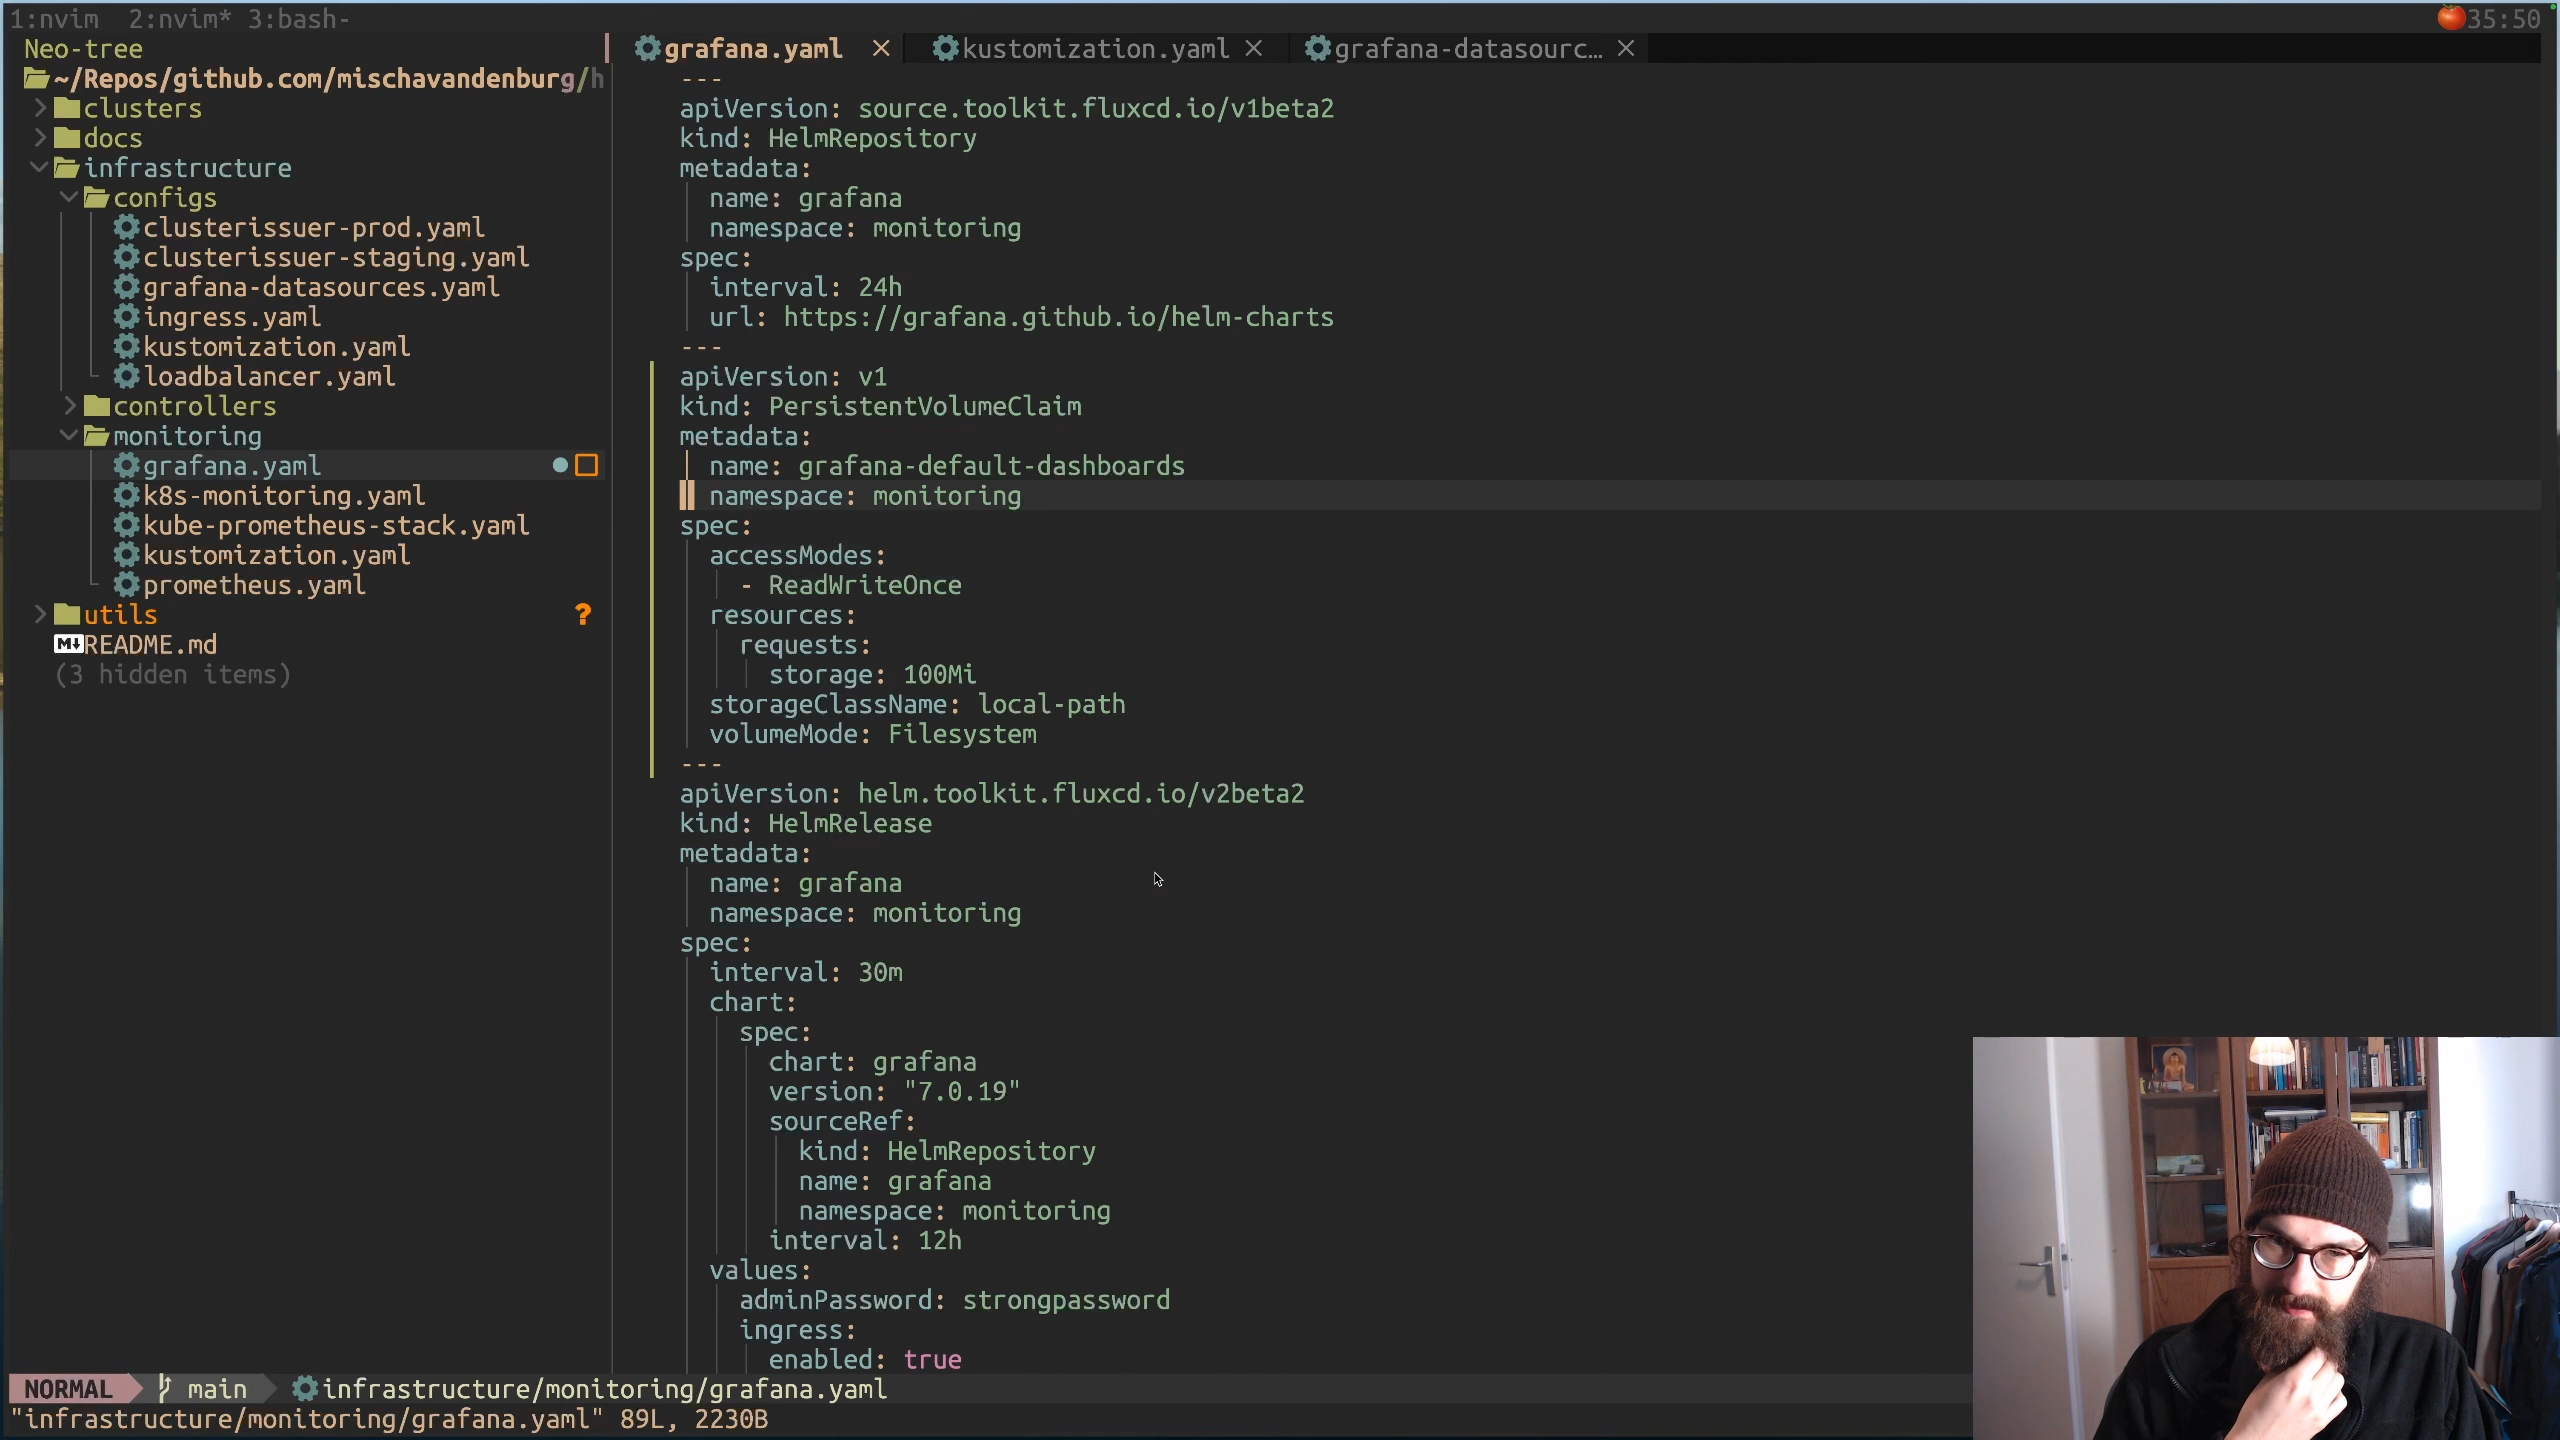 1:nvim  2:nvim* 3:bash-
35:50
Neo-tree
~/Repos/github.com/mischavandenburg/h
clusters
docs
infrastructure
configs
clusterissuer-prod.yaml
clusterissuer-staging.yaml
grafana-datasources.yaml
ingress.yaml
kustomization.yaml
loadbalancer.yaml
controllers
monitoring
grafana.yaml
k8s-monitoring.yaml
kube-prometheus-stack.yaml
kustomization.yaml
prometheus.yaml
utils ?
M↓ README.md
(3 hidden items)
grafana.yaml × kustomization.yaml × grafana-datasourc… ×
---
apiVersion: source.toolkit.fluxcd.io/v1beta2
kind: HelmRepository
metadata:
  name: grafana
  namespace: monitoring
spec:
  interval: 24h
  url: https://grafana.github.io/helm-charts
---
apiVersion: v1
kind: PersistentVolumeClaim
metadata:
  name: grafana-default-dashboards
  namespace: monitoring
spec:
  accessModes:
    - ReadWriteOnce
  resources:
    requests:
      storage: 100Mi
  storageClassName: local-path
  volumeMode: Filesystem
---
apiVersion: helm.toolkit.fluxcd.io/v2beta2
kind: HelmRelease
metadata:
  name: grafana
  namespace: monitoring
spec:
  interval: 30m
  chart:
    spec:
      chart: grafana
      version: "7.0.19"
      sourceRef:
        kind: HelmRepository
        name: grafana
        namespace: monitoring
      interval: 12h
  values:
    adminPassword: strongpassword
    ingress:
      enabled: true
NORMAL main infrastructure/monitoring/grafana.yaml
"infrastructure/monitoring/grafana.yaml" 89L, 2230B